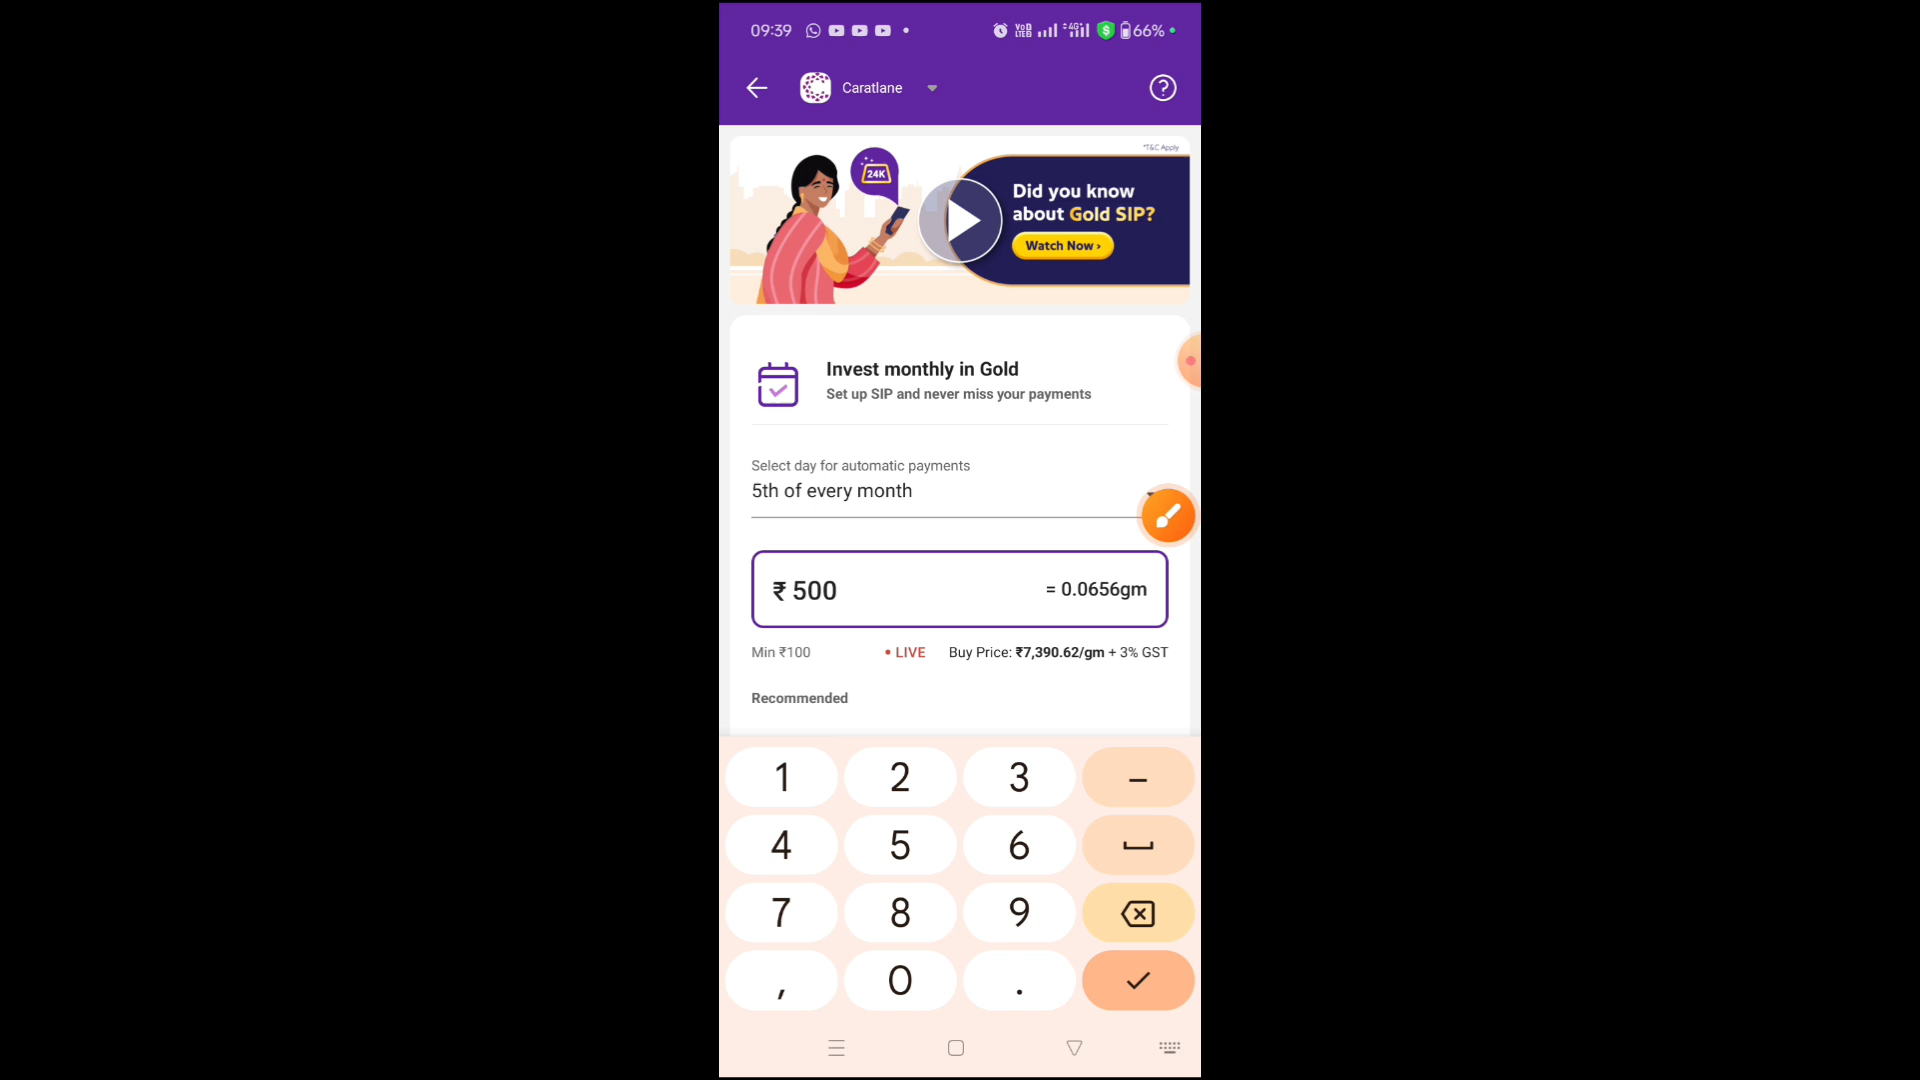 09:39 66%
Caratlane
*T&C Apply
24K
Did you know
about Gold SIP?
Watch Now ›
Invest monthly in Gold
Set up SIP and never miss your payments
Select day for automatic payments
5th of every month
₹ 500 = 0.0656gm
Min ₹100 • LIVE Buy Price: ₹7,390.62/gm + 3% GST
Recommended
1 2 3 –
4 5 6
7 8 9
, 0 .